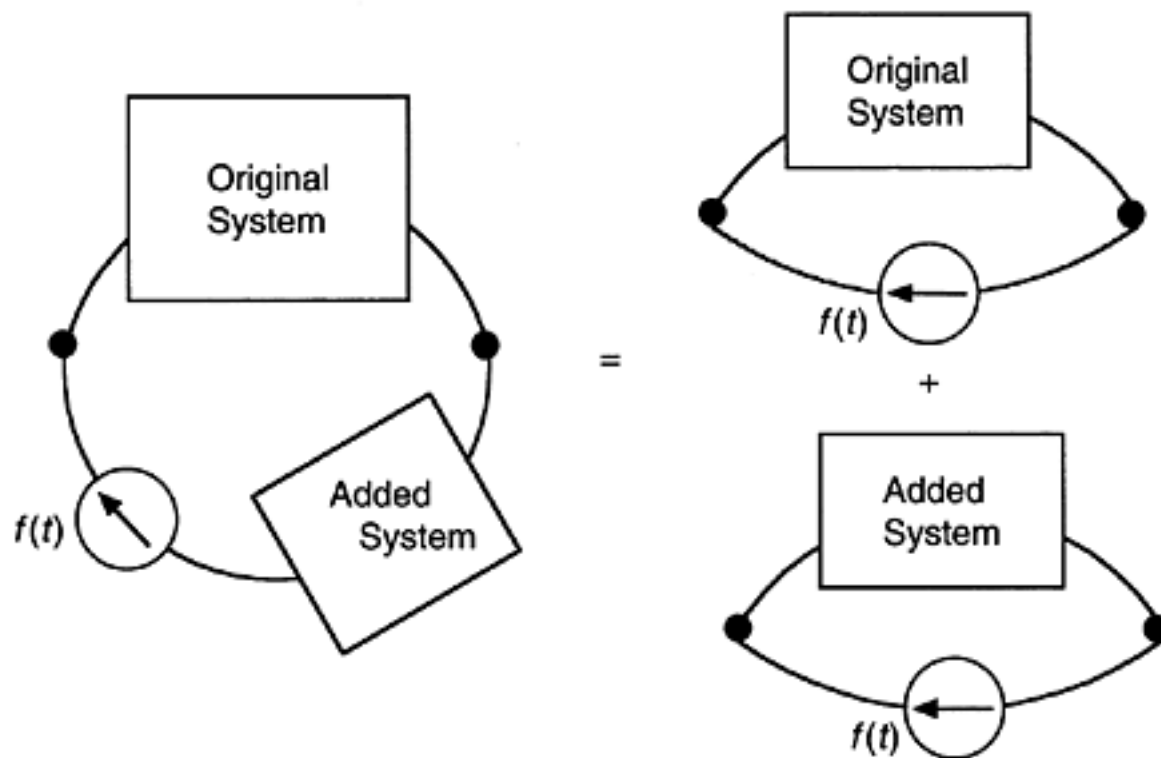 Original
System
Added
System
f(t)
=
Original
System
f(t)
+
Added
System
f(t)